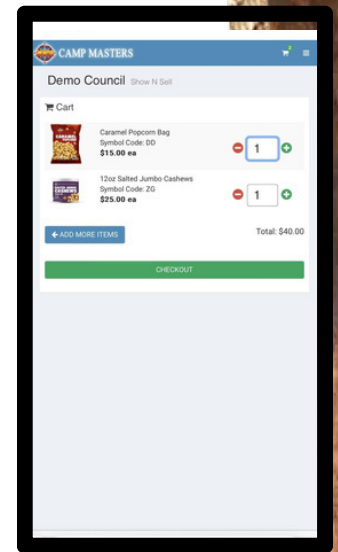 CAMP MASTERS
Demo Council Show N Sell
Cart
Caramel Popcorn Bag
Symbol Code: DD
$15.00 ea
1
12oz Salted Jumbo Cashews
Symbol Code: ZG
$25.00 ea
1
ADD MORE ITEMS
Total: $40.00
CHECKOUT